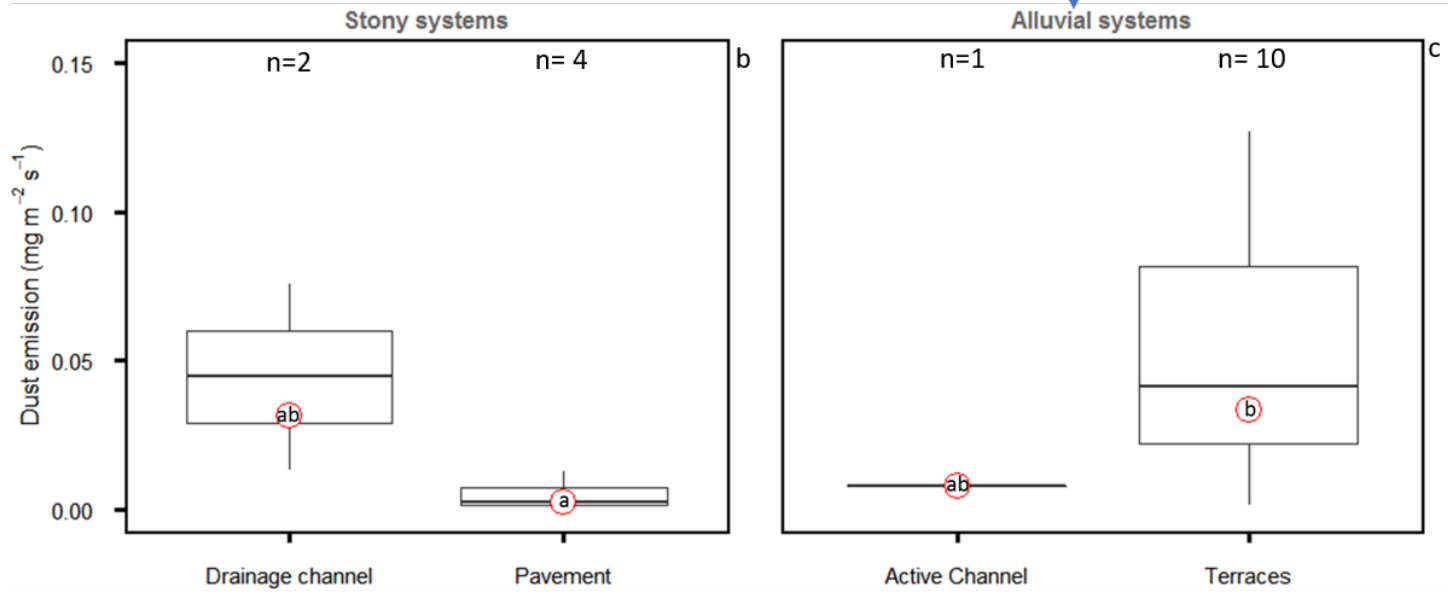 Stony systems
Alluvial systems
n=2
n= 4
b
n=1
n= 10
c
0.15
0.10
0.05
0.00
Dust emission (mg m⁻² s⁻¹)
ab
a
ab
b
Drainage channel
Pavement
Active Channel
Terraces